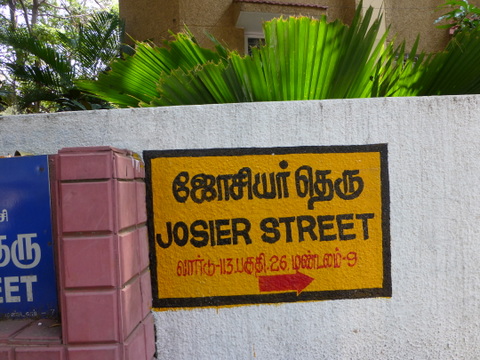 ஜோசியர் தெரு
JOSIER STREET
வார்டு-113.பகுதி.26.மண்டலம்-9
சி
ரு
EET